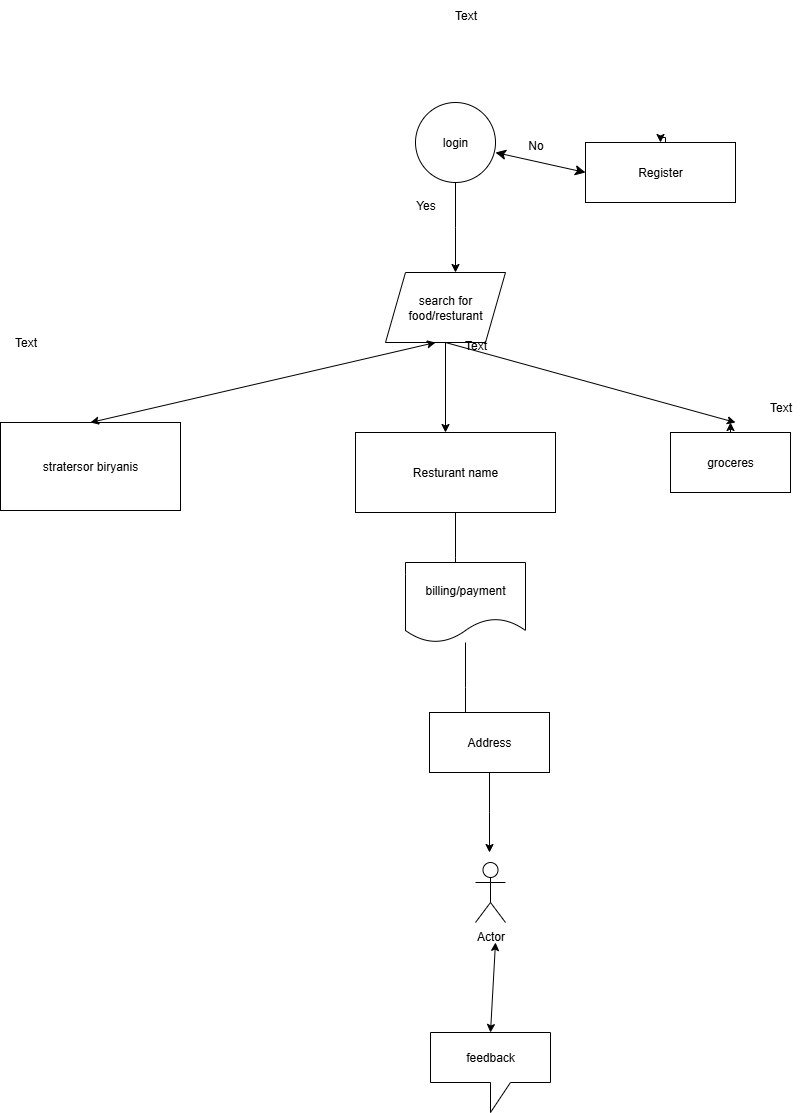 Text
login
No
Register
Yes
search for
food/resturant
Text
Text
Text
stratersor biryanis
Resturant name
groceres
billing/payment
Address
Actor
feedback